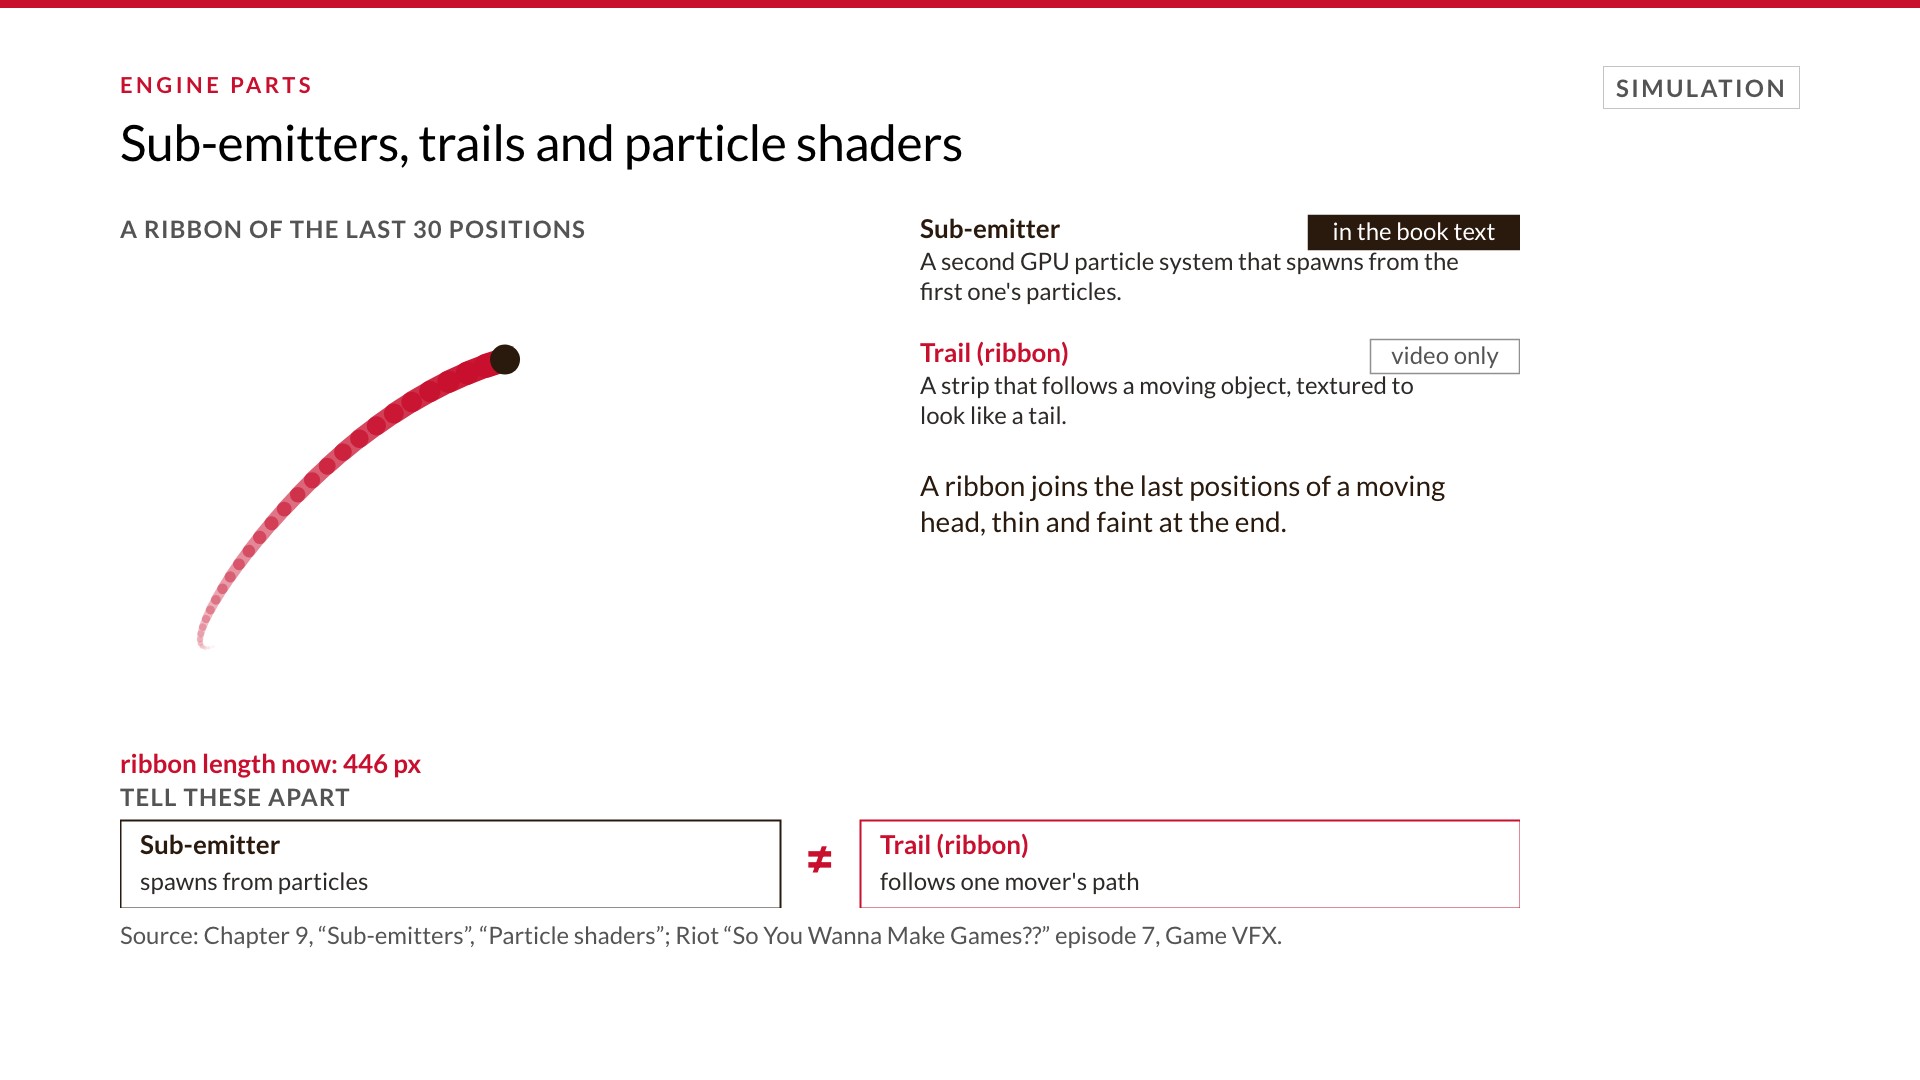 ENGINE PARTS
SIMULATION
Sub-emitters, trails and particle shaders
A RIBBON OF THE LAST 30 POSITIONS
Sub-emitter
in the book text
A second GPU particle system that spawns from the
first one's particles.
Trail (ribbon)
video only
A strip that follows a moving object, textured to
look like a tail.
A ribbon joins the last positions of a moving
head, thin and faint at the end.
ribbon length now: 446 px
TELL THESE APART
Sub-emitter
spawns from particles
≠
Trail (ribbon)
follows one mover's path
Source: Chapter 9, “Sub-emitters”, “Particle shaders”; Riot “So You Wanna Make Games??” episode 7, Game VFX.